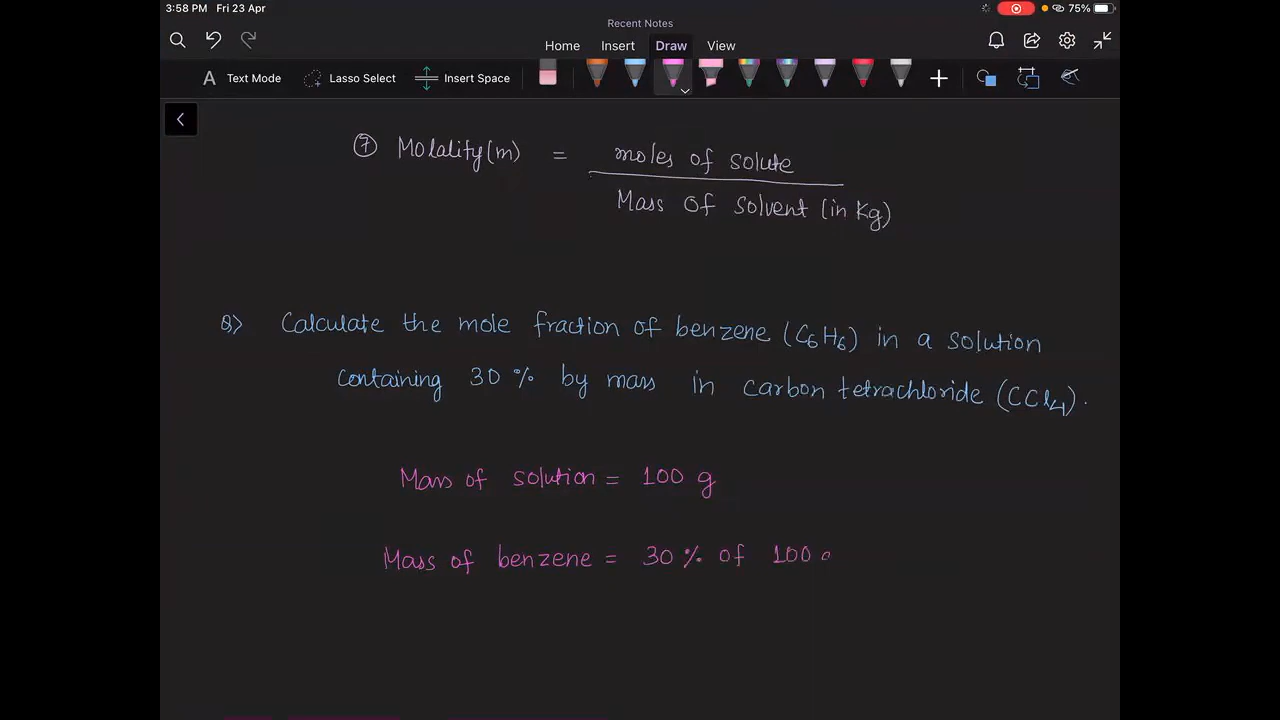 3:58 PM Fri 23 Apr
75%
Recent Notes
Home Insert Draw View
A Text Mode Lasso Select Insert Space
⑦ Molality(m) = moles of solute
Mass of solvent (in Kg)
Q> Calculate the mole fraction of benzene (C6H6) in a solution
containing 30 % by mass in carbon tetrachloride (CCl4).
Mass of solution = 100 g
Mass of benzene = 30 % of 100